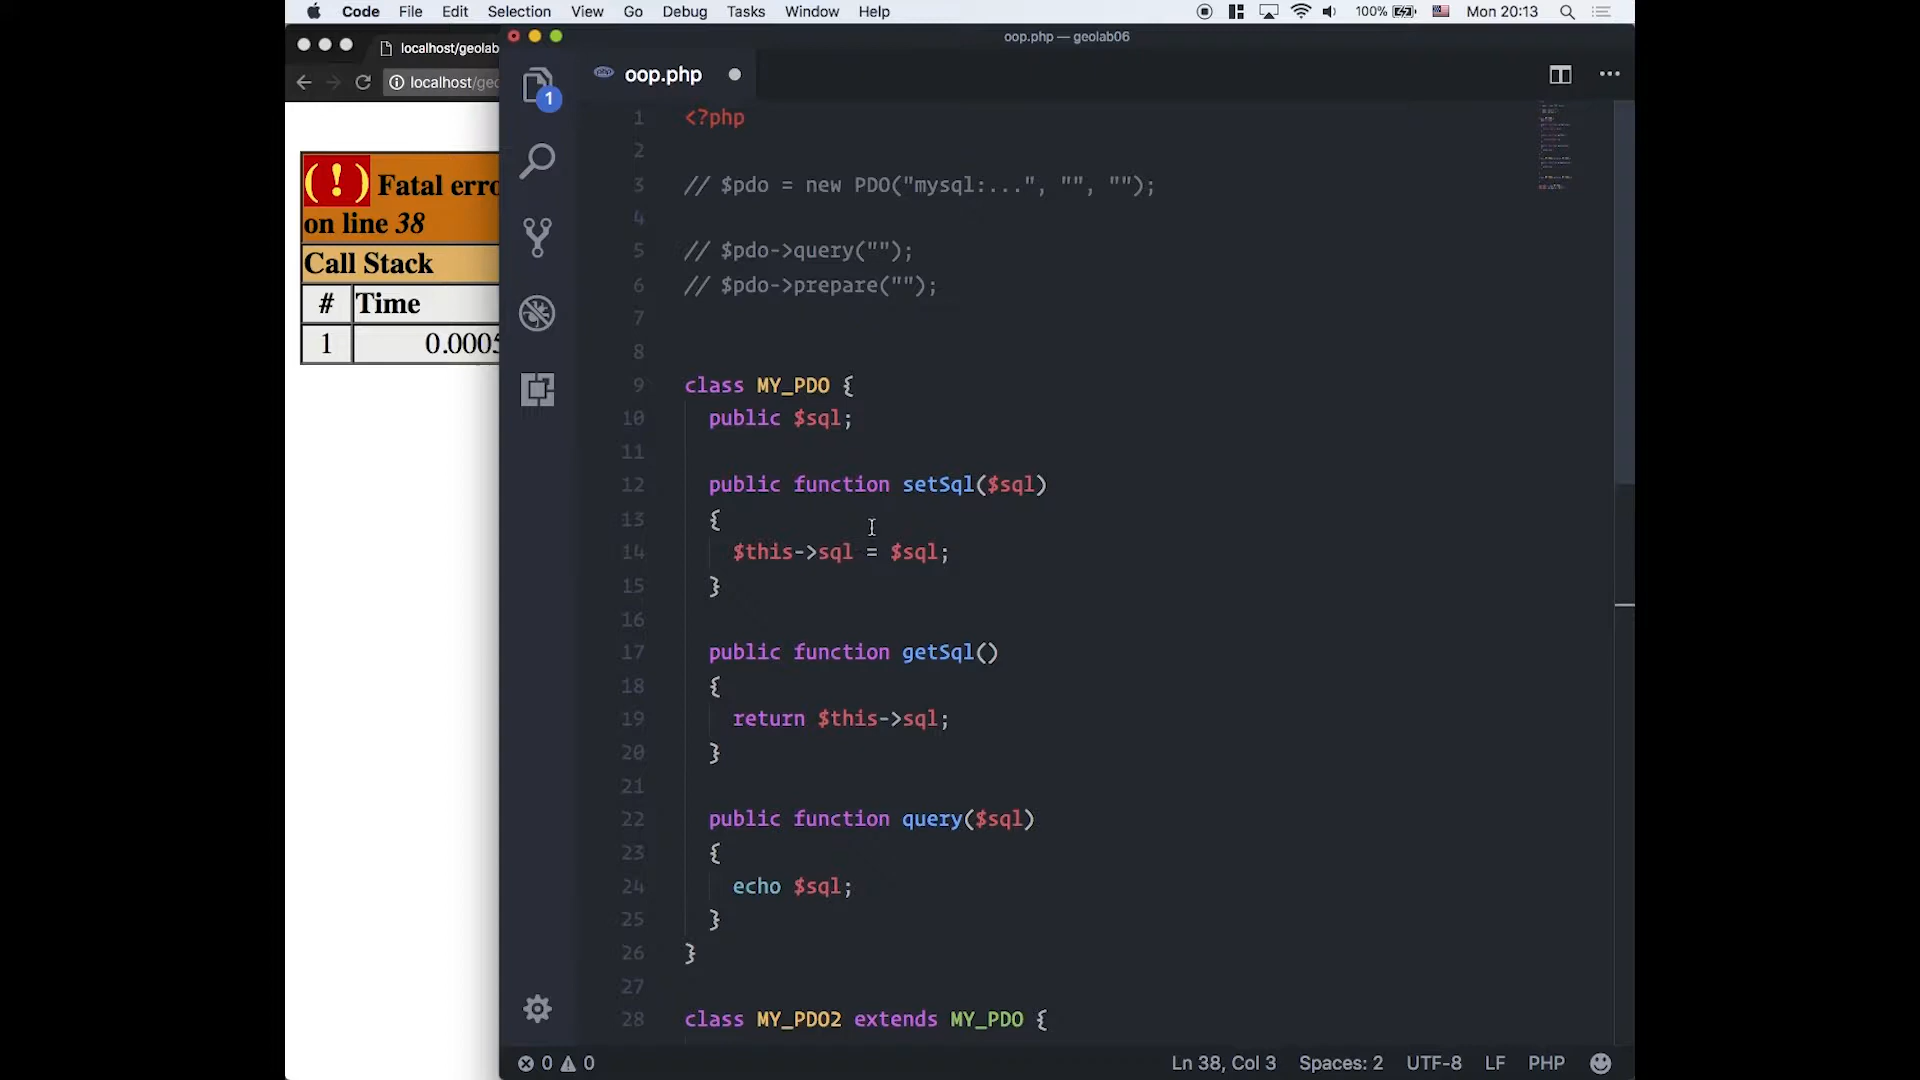 Code File Edit Selection View Go Debug Tasks Window Help 100% Mon 20:13
localhost/geolab
localhost/geo
( ! ) Fatal erro
on line 38
Call Stack
# Time
1 0.0005
oop.php — geolab06
oop.php
1
1 <?php
2
3 // $pdo = new PDO("mysql:...", "", "");
4
5 // $pdo->query("");
6 // $pdo->prepare("");
7
8
9 class MY_PDO {
10 public $sql;
11
12 public function setSql($sql)
13 {
14 $this->sql = $sql;
15 }
16
17 public function getSql()
18 {
19 return $this->sql;
20 }
21
22 public function query($sql)
23 {
24 echo $sql;
25 }
26 }
27
28 class MY_PDO2 extends MY_PDO {
0 0 Ln 38, Col 3 Spaces: 2 UTF-8 LF PHP